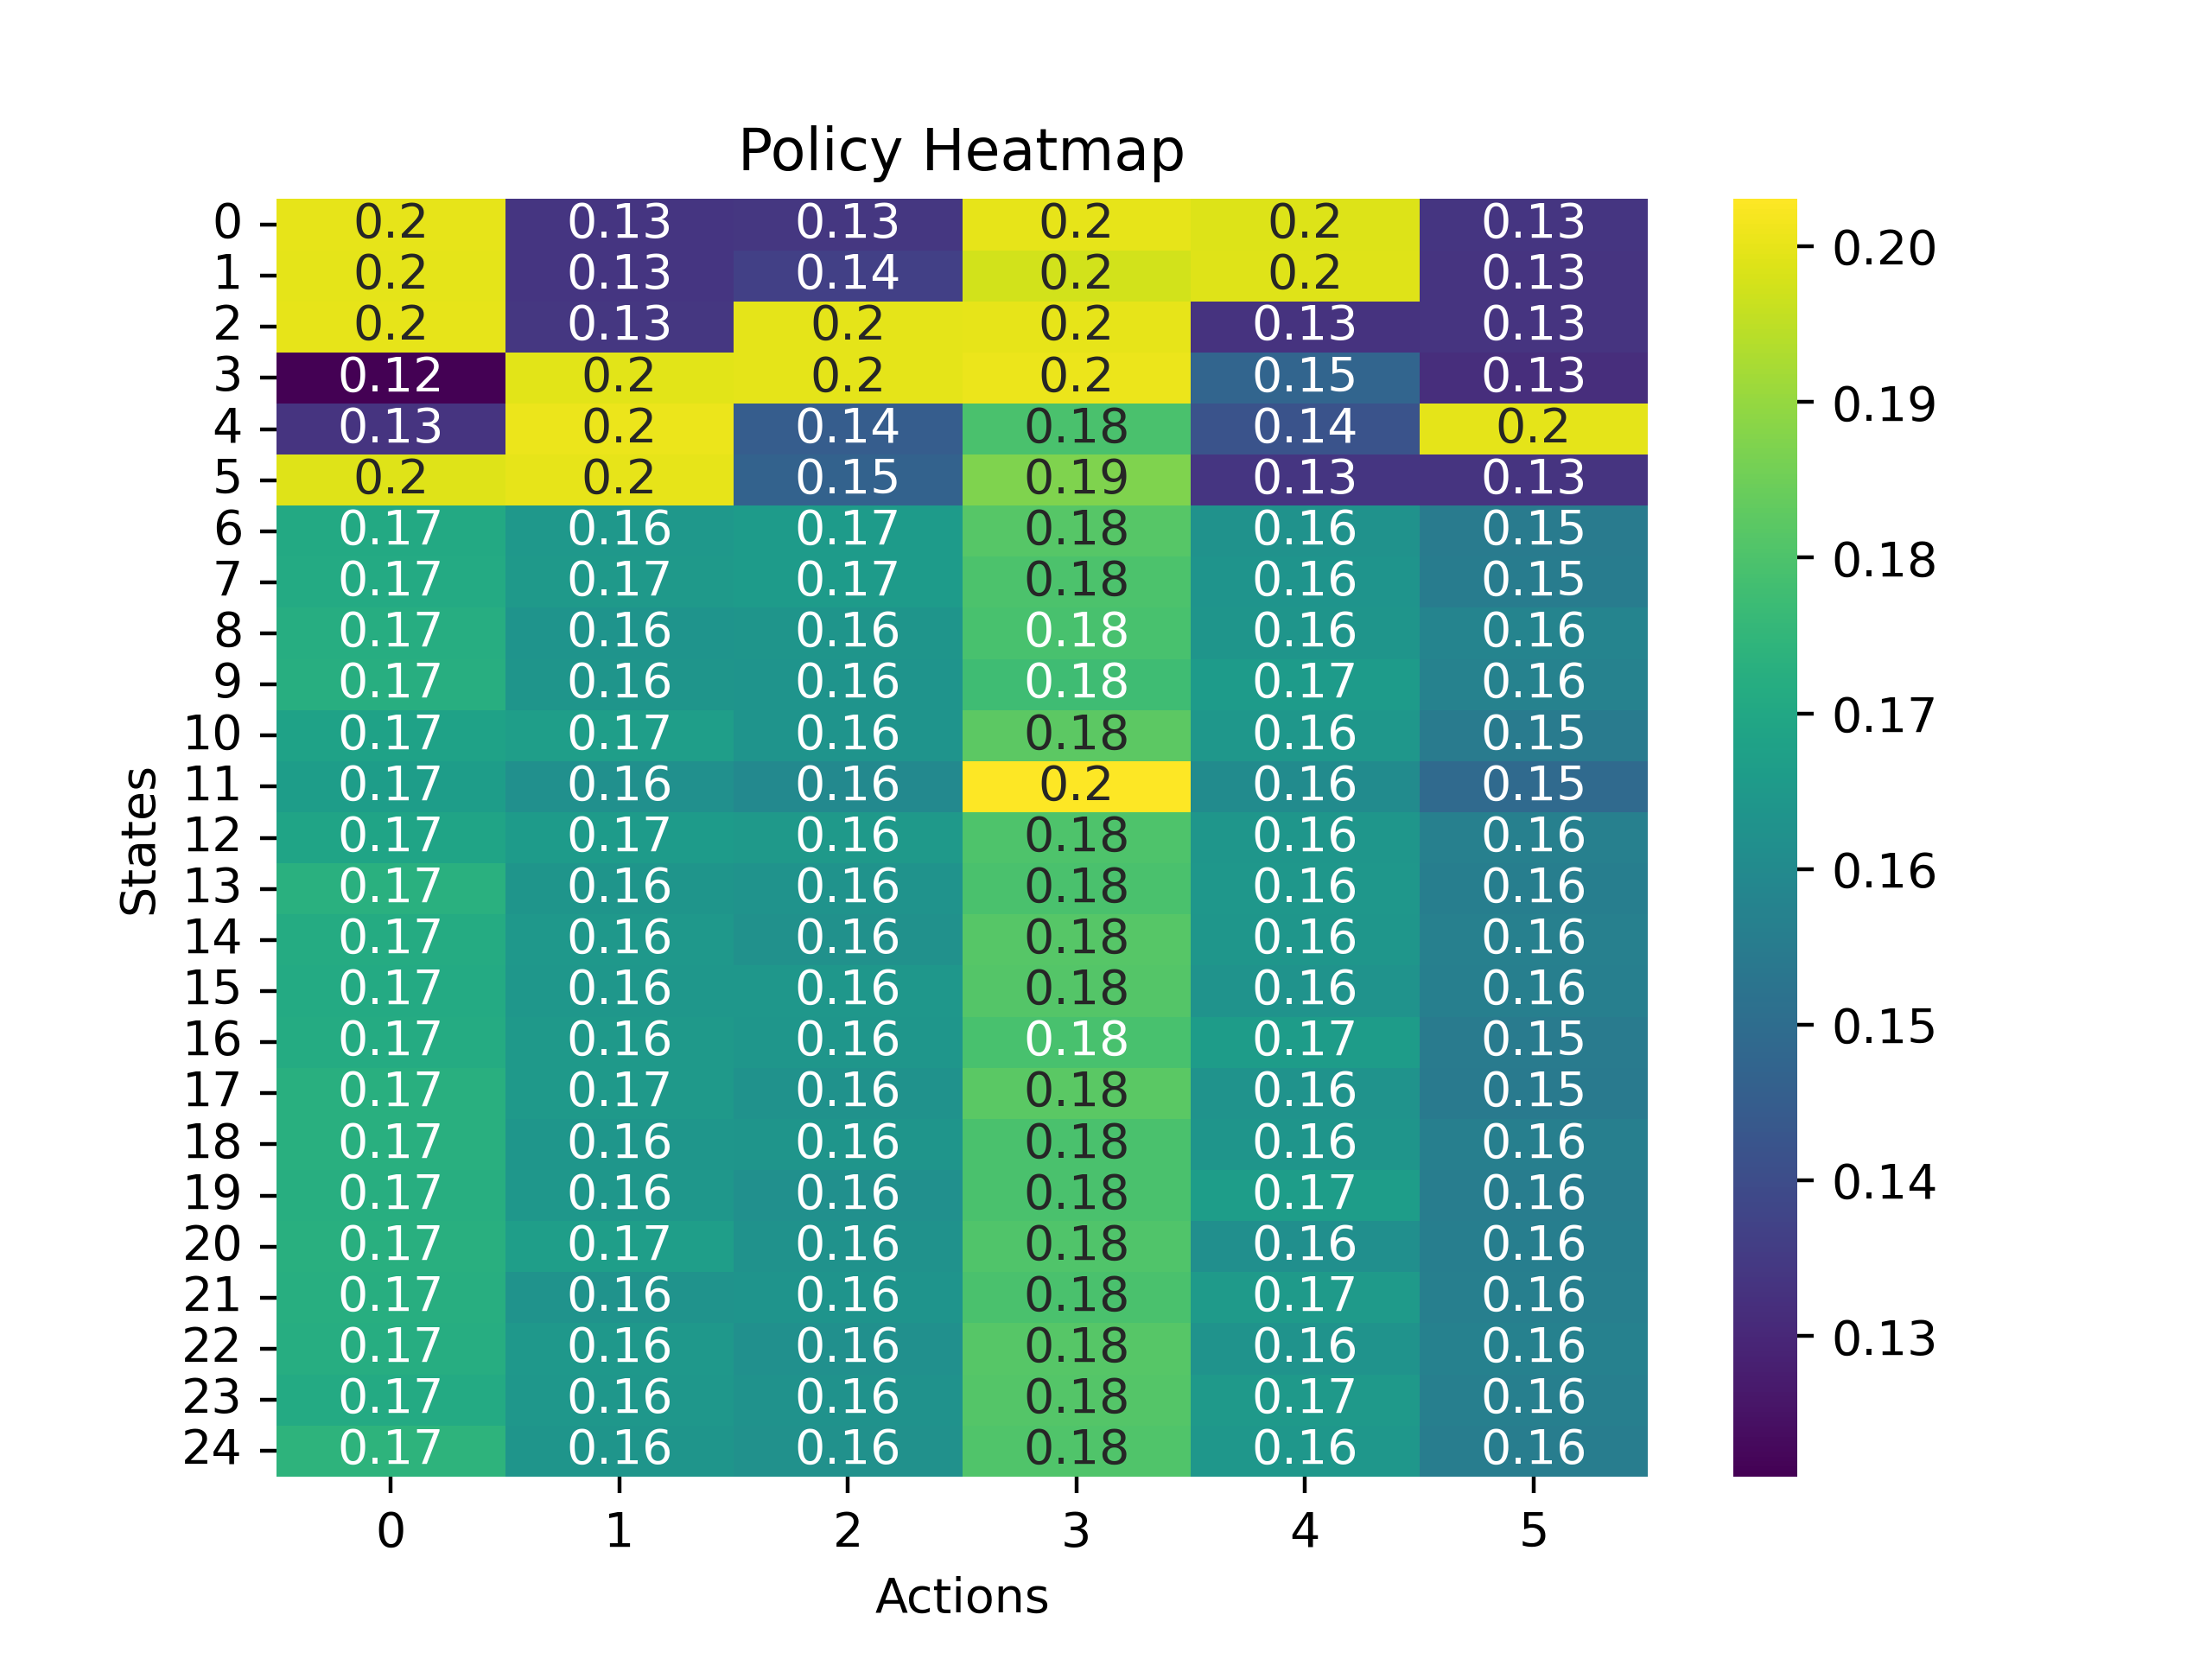 Policy Heatmap
0 0.2 0.13 0.13 0.2 0.2 0.13
1 0.2 0.13 0.14 0.2 0.2 0.13
2 0.2 0.13 0.2 0.2 0.13 0.13
3 0.12 0.2 0.2 0.2 0.15 0.13
4 0.13 0.2 0.14 0.18 0.14 0.2
5 0.2 0.2 0.15 0.19 0.13 0.13
6 0.17 0.16 0.17 0.18 0.16 0.15
7 0.17 0.17 0.17 0.18 0.16 0.15
8 0.17 0.16 0.16 0.18 0.16 0.16
9 0.17 0.16 0.16 0.18 0.17 0.16
10 0.17 0.17 0.16 0.18 0.16 0.15
11 0.17 0.16 0.16 0.2 0.16 0.15
12 0.17 0.17 0.16 0.18 0.16 0.16
13 0.17 0.16 0.16 0.18 0.16 0.16
14 0.17 0.16 0.16 0.18 0.16 0.16
15 0.17 0.16 0.16 0.18 0.16 0.16
16 0.17 0.16 0.16 0.18 0.17 0.15
17 0.17 0.17 0.16 0.18 0.16 0.15
18 0.17 0.16 0.16 0.18 0.16 0.16
19 0.17 0.16 0.16 0.18 0.17 0.16
20 0.17 0.17 0.16 0.18 0.16 0.16
21 0.17 0.16 0.16 0.18 0.17 0.16
22 0.17 0.16 0.16 0.18 0.16 0.16
23 0.17 0.16 0.16 0.18 0.17 0.16
24 0.17 0.16 0.16 0.18 0.16 0.16
0 1 2 3 4 5
Actions
States
0.20
0.19
0.18
0.17
0.16
0.15
0.14
0.13